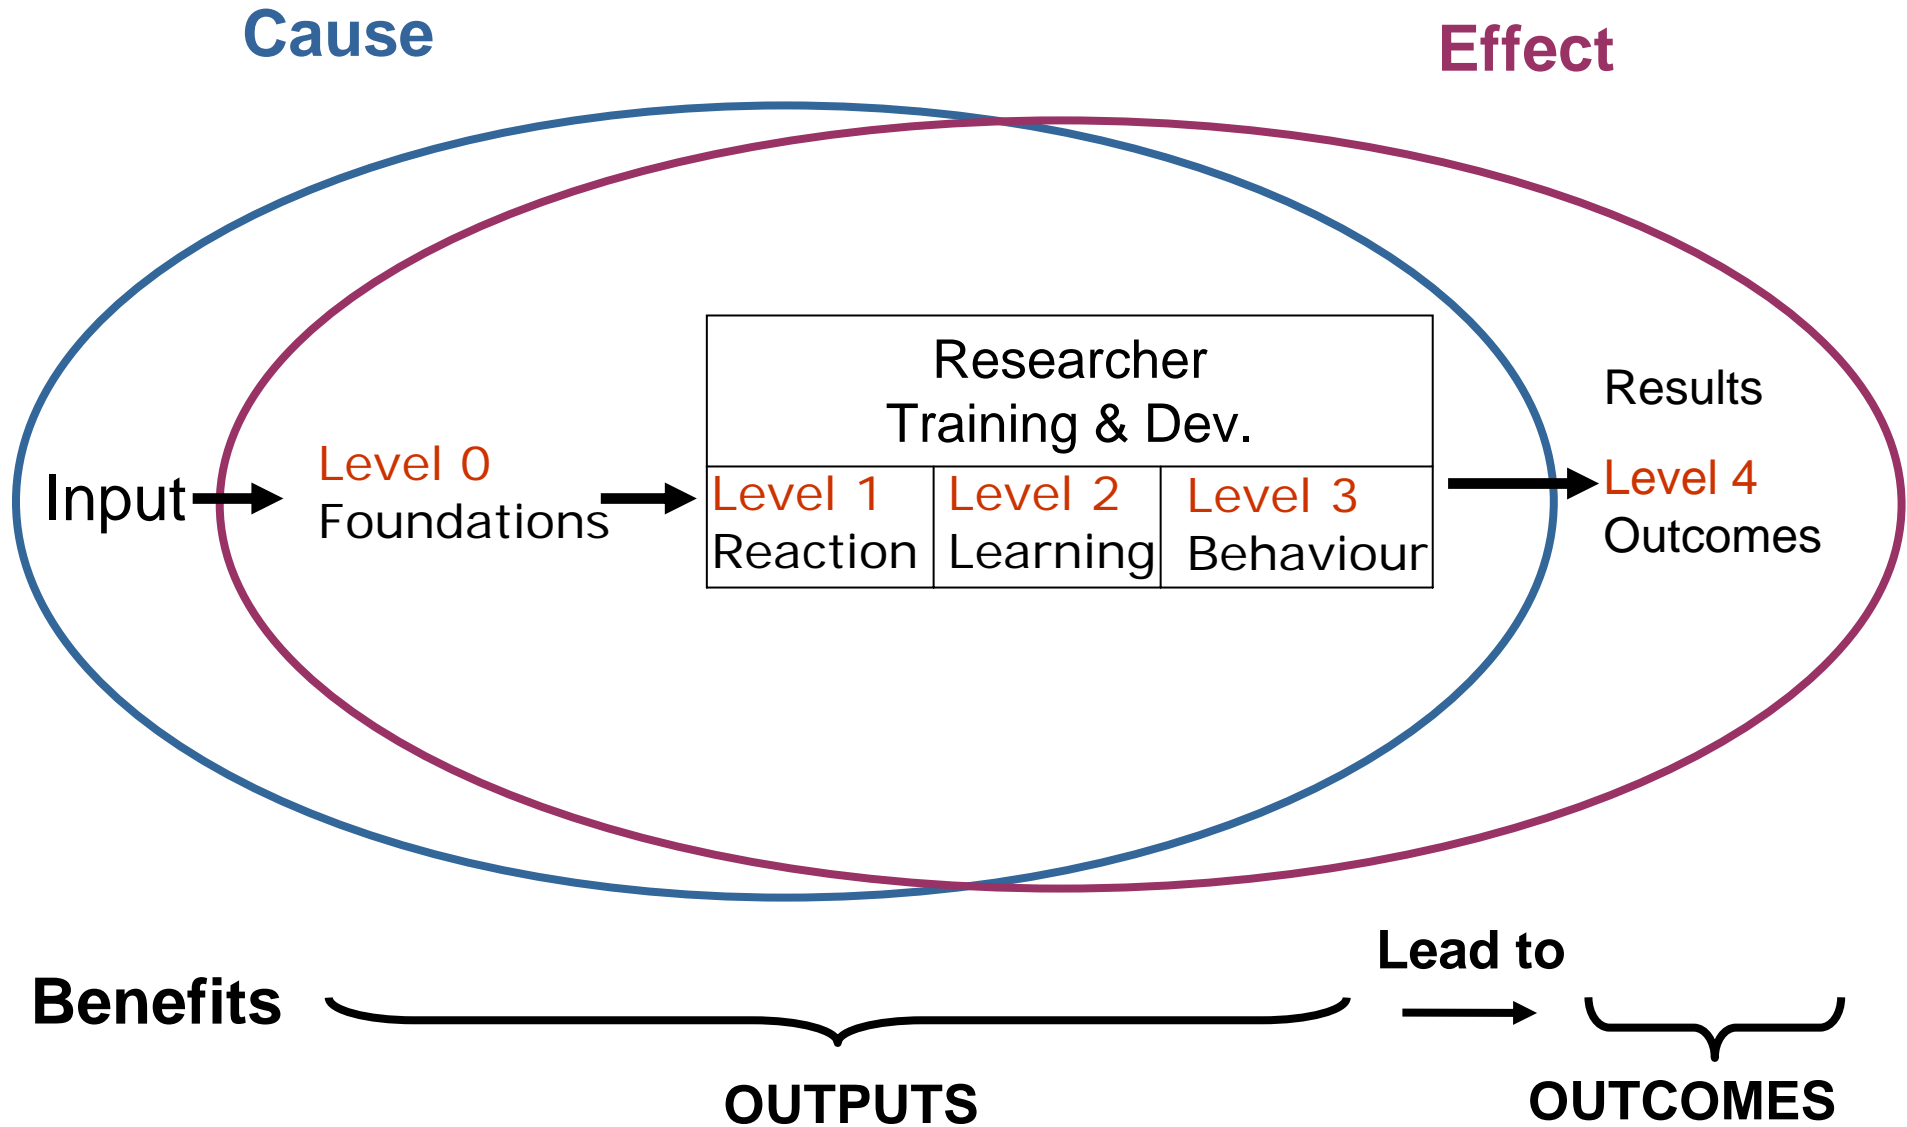 Cause
Effect
Researcher
Training & Dev.
Input
Level 0
Foundations
Level 1
Reaction
Level 2
Learning
Level 3
Behaviour
Results
Level 4
Outcomes
Benefits
Lead to
OUTPUTS
OUTCOMES